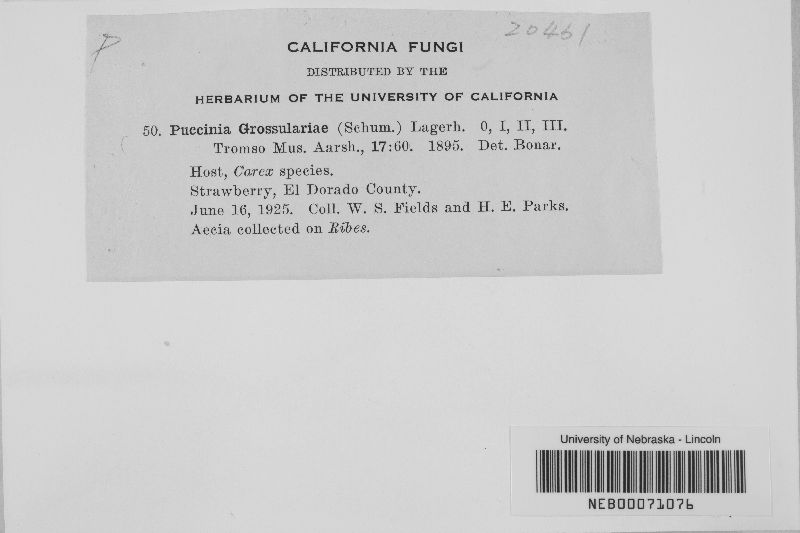 P
20461
CALIFORNIA FUNGI
DISTRIBUTED BY THE
HERBARIUM OF THE UNIVERSITY OF CALIFORNIA
50. Puccinia Grossulariae (Schum.) Lagerh. 0, I, II, III.
Tromso Mus. Aarsh., 17:60. 1895. Det. Bonar.
Host, Carex species.
Strawberry, El Dorado County.
June 16, 1925. Coll. W. S. Fields and H. E. Parks.
Aecia collected on Ribes.
University of Nebraska - Lincoln
NEB00071076